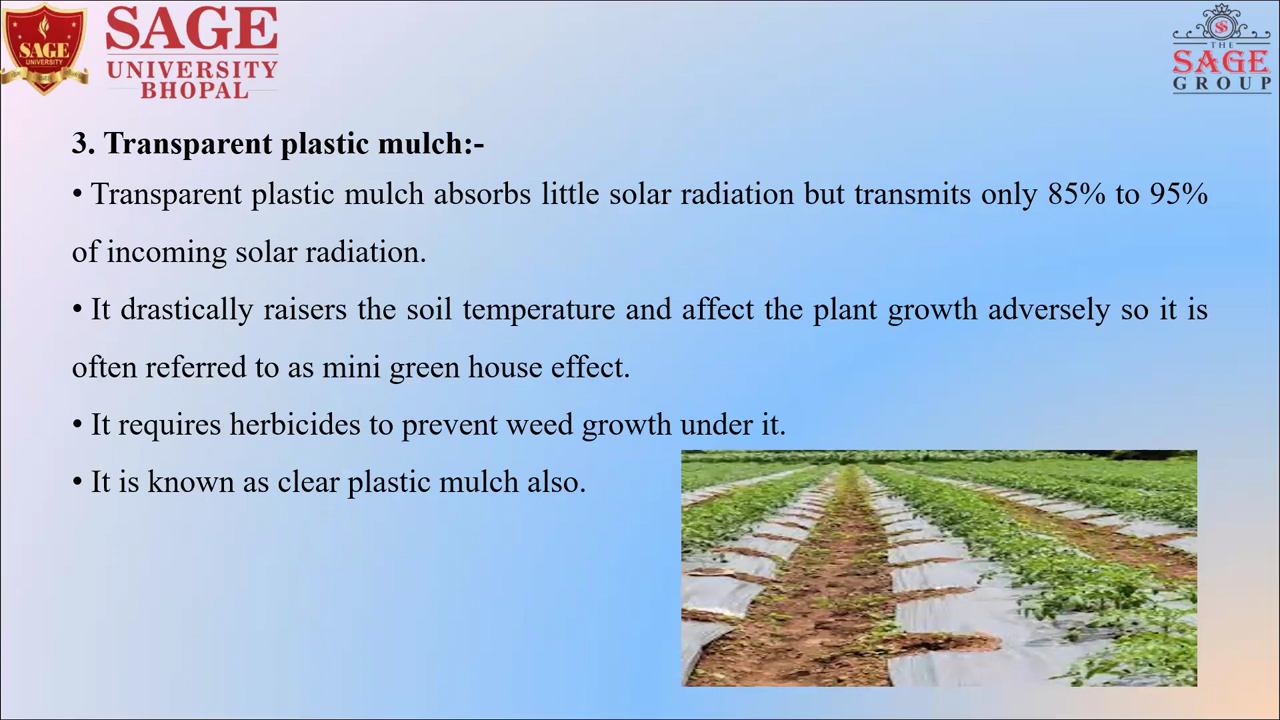 SAGE
UNIVERSITY
SAGE
UNIVERSITY
BHOPAL
THE
SAGE
GROUP
3. Transparent plastic mulch:-
• Transparent plastic mulch absorbs little solar radiation but transmits only 85% to 95%
of incoming solar radiation.
• It drastically raisers the soil temperature and affect the plant growth adversely so it is
often referred to as mini green house effect.
• It requires herbicides to prevent weed growth under it.
• It is known as clear plastic mulch also.